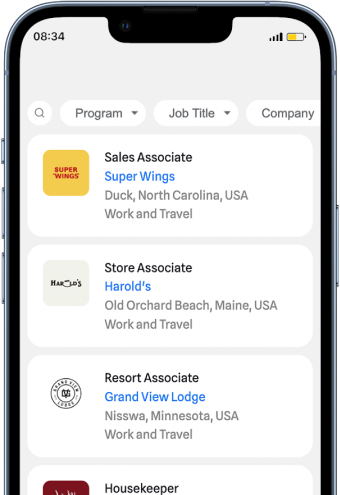 08:34
Program
Job Title
Company
SUPER
WINGS
Sales Associate
Super Wings
Duck, North Carolina, USA
Work and Travel
HAROLD'S
Store Associate
Harold's
Old Orchard Beach, Maine, USA
Work and Travel
GRAND VIEW
LODGE
Resort Associate
Grand View Lodge
Nisswa, Minnesota, USA
Work and Travel
Housekeeper